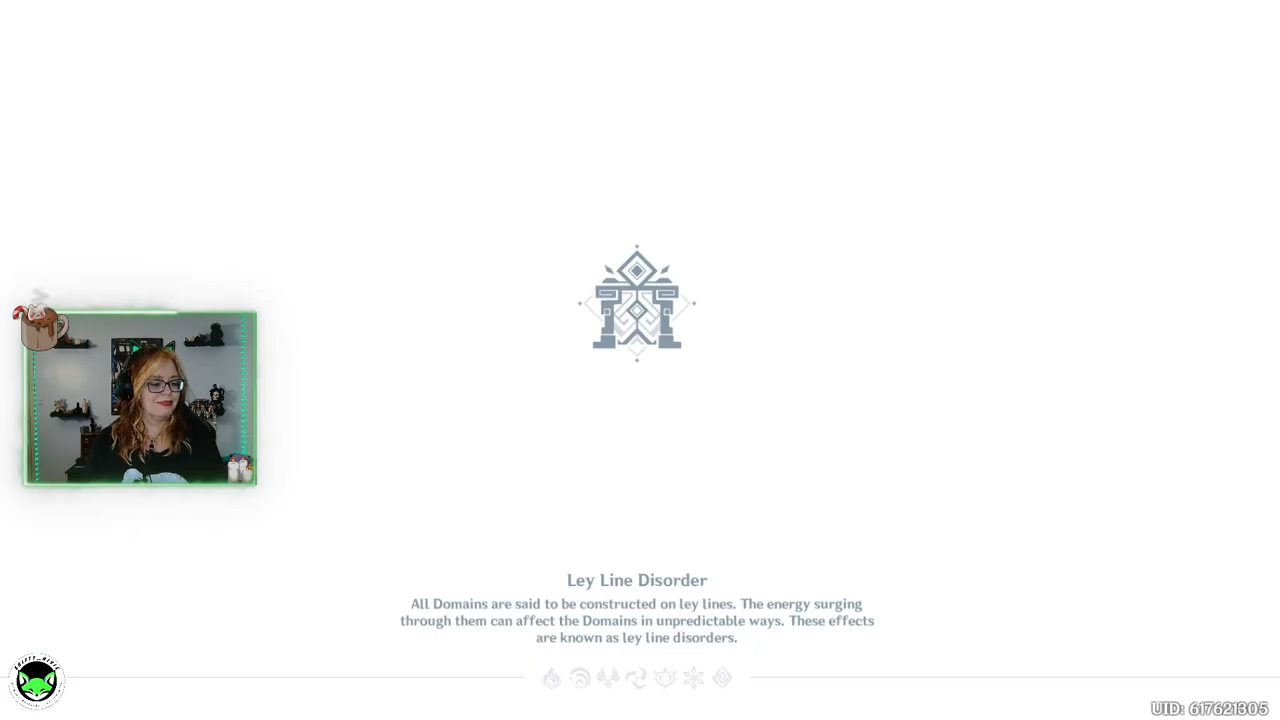 Ley Line Disorder
All Domains are said to be constructed on ley lines. The energy surging
through them can affect the Domains in unpredictable ways. These effects
are known as ley line disorders.
UID: 617621305